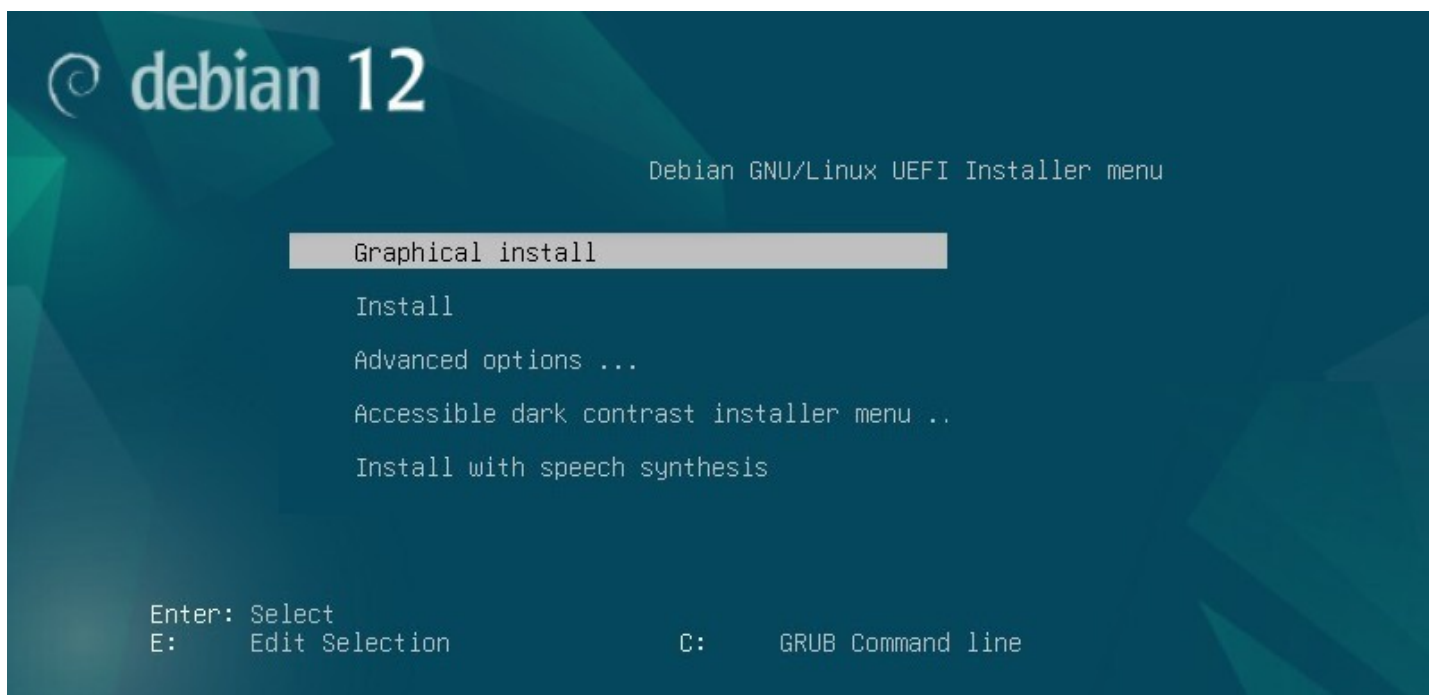 debian 12
Debian GNU/Linux UEFI Installer menu
Graphical install
Install
Advanced options ...
Accessible dark contrast installer menu ..
Install with speech synthesis
Enter: Select
E: Edit Selection C: GRUB Command line